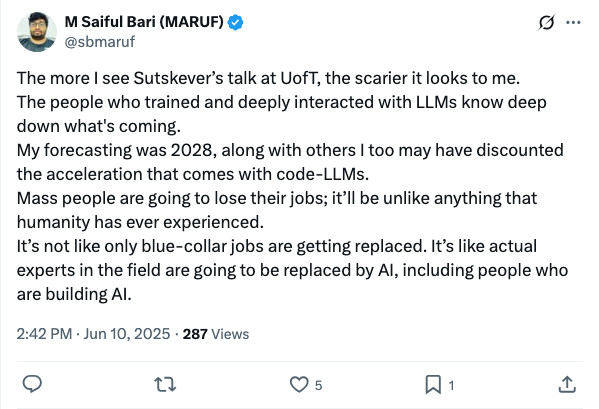 M Saiful Bari (MARUF)
@sbmaruf
The more I see Sutskever’s talk at UofT, the scarier it looks to me.
The people who trained and deeply interacted with LLMs know deep
down what's coming.
My forecasting was 2028, along with others I too may have discounted
the acceleration that comes with code-LLMs.
Mass people are going to lose their jobs; it’ll be unlike anything that
humanity has ever experienced.
It’s not like only blue-collar jobs are getting replaced. It’s like actual
experts in the field are going to be replaced by AI, including people who
are building AI.
2:42 PM · Jun 10, 2025 · 287 Views
5 1